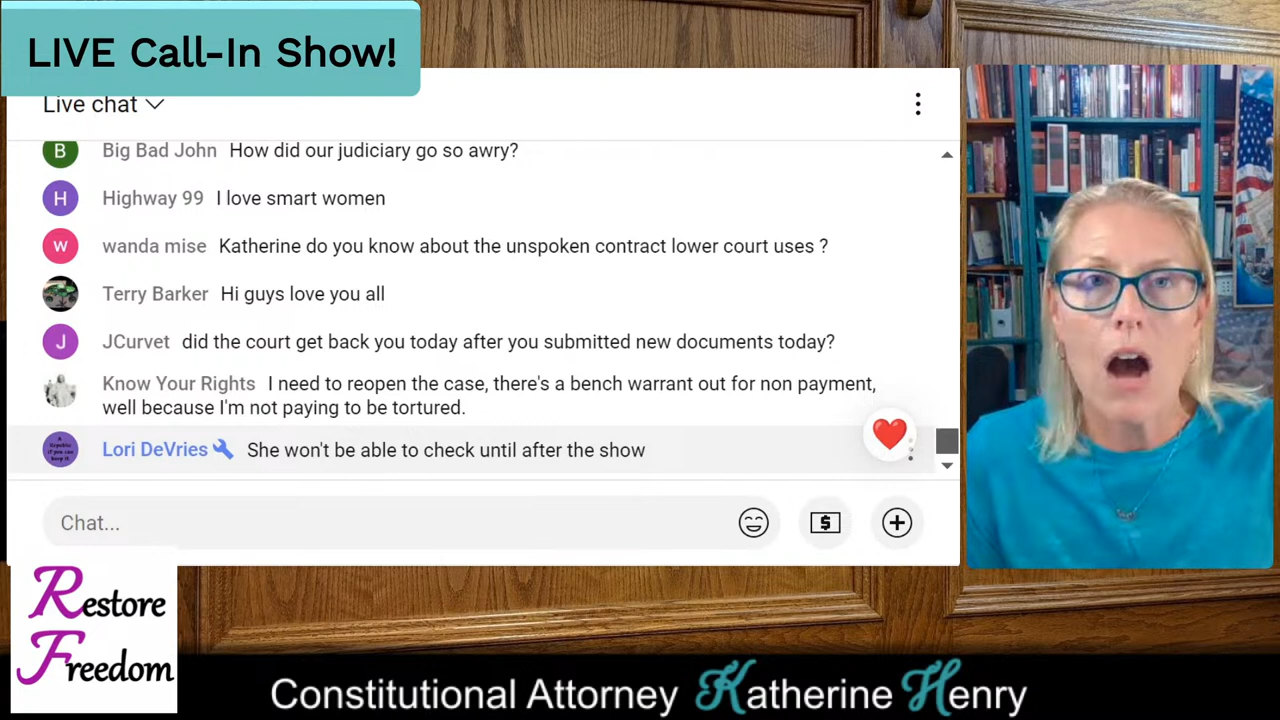 LIVE Call-In Show!
Live chat
B Big Bad John How did our judiciary go so awry?
H Highway 99 I love smart women
w wanda mise Katherine do you know about the unspoken contract lower court uses ?
Terry Barker Hi guys love you all
J JCurvet did the court get back you today after you submitted new documents today?
Know Your Rights I need to reopen the case, there's a bench warrant out for non payment,
well because I'm not paying to be tortured.
Lori DeVries She won't be able to check until after the show
Chat...
Restore
Freedom
Constitutional Attorney Katherine Henry